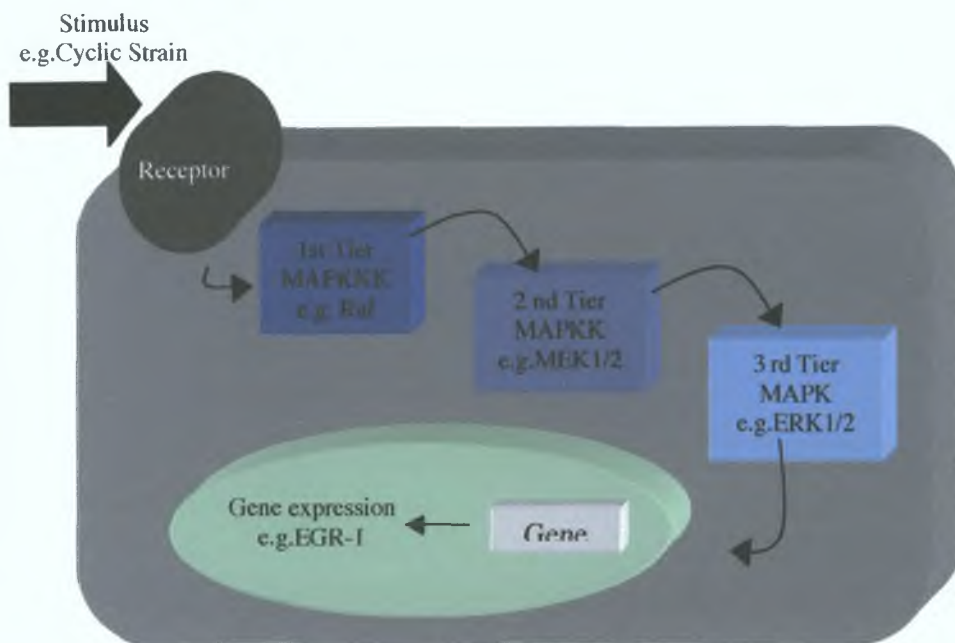 Stimulus
e.g.Cyclic Strain
Receptor
1st Tier
MAPKKK
e.g. Raf
2 nd Tier
MAPKK
e.g.MEK1/2
3 rd Tier
MAPK
e.g.ERK1/2
Gene expression
e.g.EGR-1
Gene